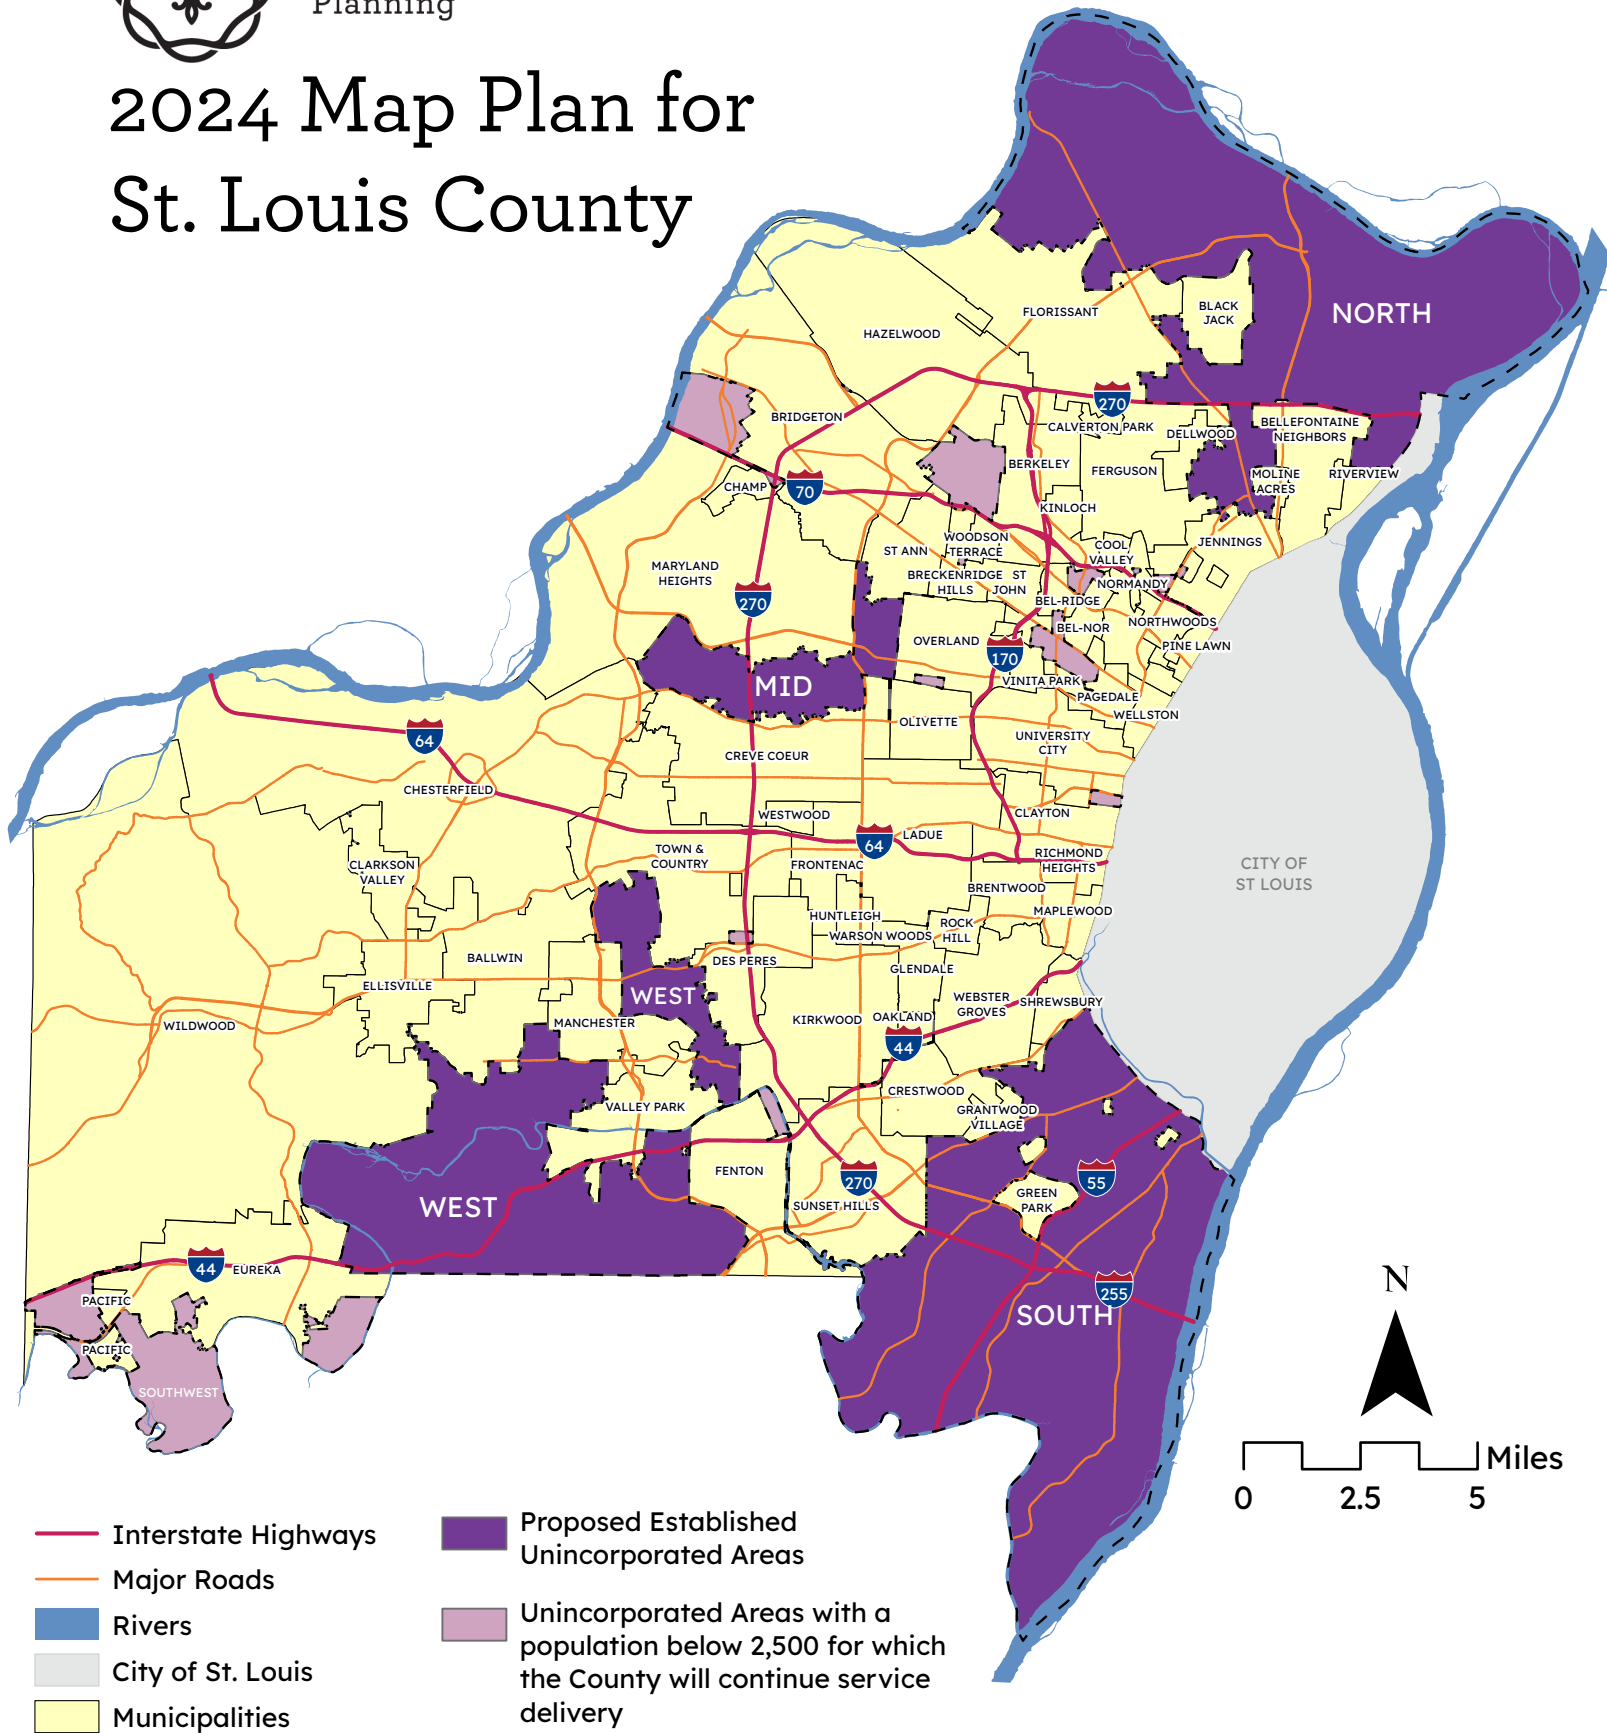 Planning
2024 Map Plan for
St. Louis County
NORTH
BLACK
JACK
FLORISSANT
HAZELWOOD
270
BRIDGETON
CALVERTON PARK
DELLWOOD
BELLEFONTAINE
NEIGHBORS
BERKELEY
FERGUSON
MOLINE
ACRES
RIVERVIEW
CHAMP
70
KINLOCH
WOODSON
TERRACE
ST ANN
COOL
VALLEY
JENNINGS
MARYLAND
HEIGHTS
BRECKENRIDGE
HILLS
ST
JOHN
NORMANDY
270
BEL-RIDGE
BEL-NOR
NORTHWOODS
OVERLAND
PINE LAWN
170
MID
VINITA PARK
PAGEDALE
WELLSTON
OLIVETTE
64
UNIVERSITY
CITY
CREVE COEUR
CHESTERFIELD
WESTWOOD
CLAYTON
64
LADUE
TOWN &
COUNTRY
FRONTENAC
RICHMOND
HEIGHTS
CLARKSON
VALLEY
CITY OF
ST LOUIS
BRENTWOOD
HUNTLEIGH
MAPLEWOOD
WARSON WOODS
ROCK
HILL
BALLWIN
DES PERES
GLENDALE
ELLISVILLE
WEST
WEBSTER
GROVES
SHREWSBURY
WILDWOOD
MANCHESTER
KIRKWOOD
OAKLAND
44
CRESTWOOD
VALLEY PARK
GRANTWOOD
VILLAGE
FENTON
270
55
WEST
SUNSET HILLS
GREEN
PARK
44
EUREKA
255
PACIFIC
SOUTH
PACIFIC
SOUTHWEST
N
Miles
0 2.5 5
Interstate Highways
Major Roads
Rivers
City of St. Louis
Municipalities
Proposed Established
Unincorporated Areas
Unincorporated Areas with a
population below 2,500 for which
the County will continue service
delivery